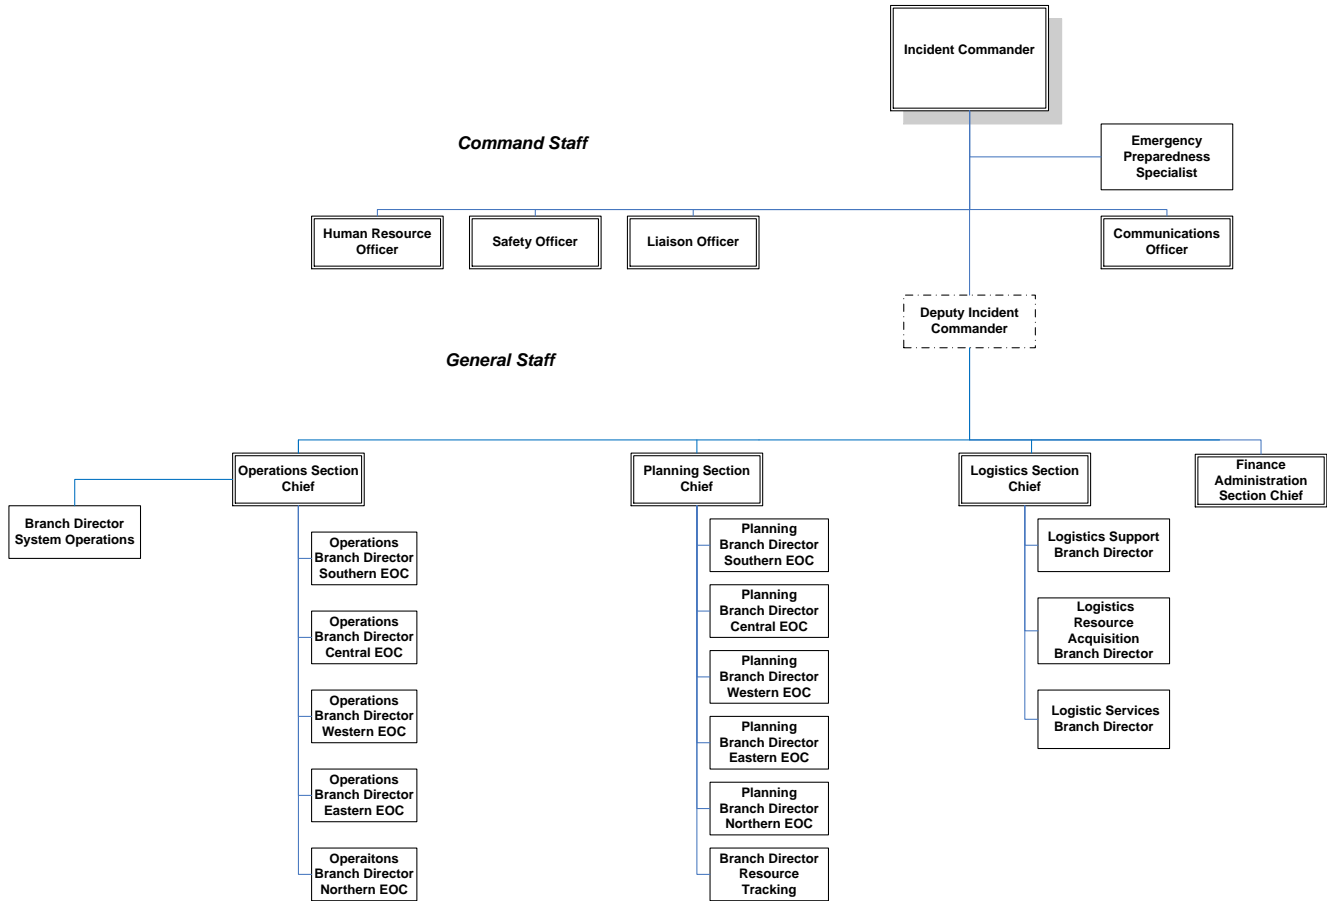 Incident Commander
Command Staff
Emergency
Preparedness
Specialist
Human Resource
Officer
Safety Officer
Liaison Officer
Communications
Officer
Deputy Incident
Commander
General Staff
Operations Section
Chief
Planning Section
Chief
Logistics Section
Chief
Finance
Administration
Section Chief
Branch Director
System Operations
Operations
Branch Director
Southern EOC
Operations
Branch Director
Central EOC
Operations
Branch Director
Western EOC
Operations
Branch Director
Eastern EOC
Operaitons
Branch Director
Northern EOC
Planning
Branch Director
Southern EOC
Planning
Branch Director
Central EOC
Planning
Branch Director
Western EOC
Planning
Branch Director
Eastern EOC
Planning
Branch Director
Northern EOC
Branch Director
Resource
Tracking
Logistics Support
Branch Director
Logistics
Resource
Acquisition
Branch Director
Logistic Services
Branch Director